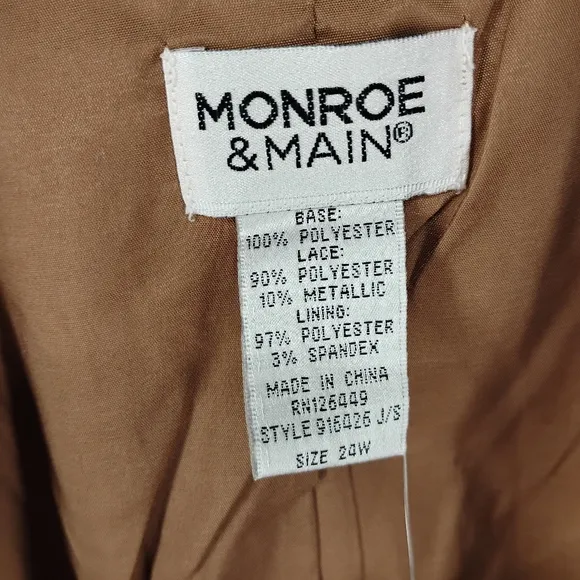 MONROE
&MAIN®
BASE:
100% POLYESTER
LACE:
90% POLYESTER
10% METALLIC
LINING:
97% POLYESTER
3% SPANDEX
MADE IN CHINA
RN126449
STYLE 916426 J/S
SIZE 24W